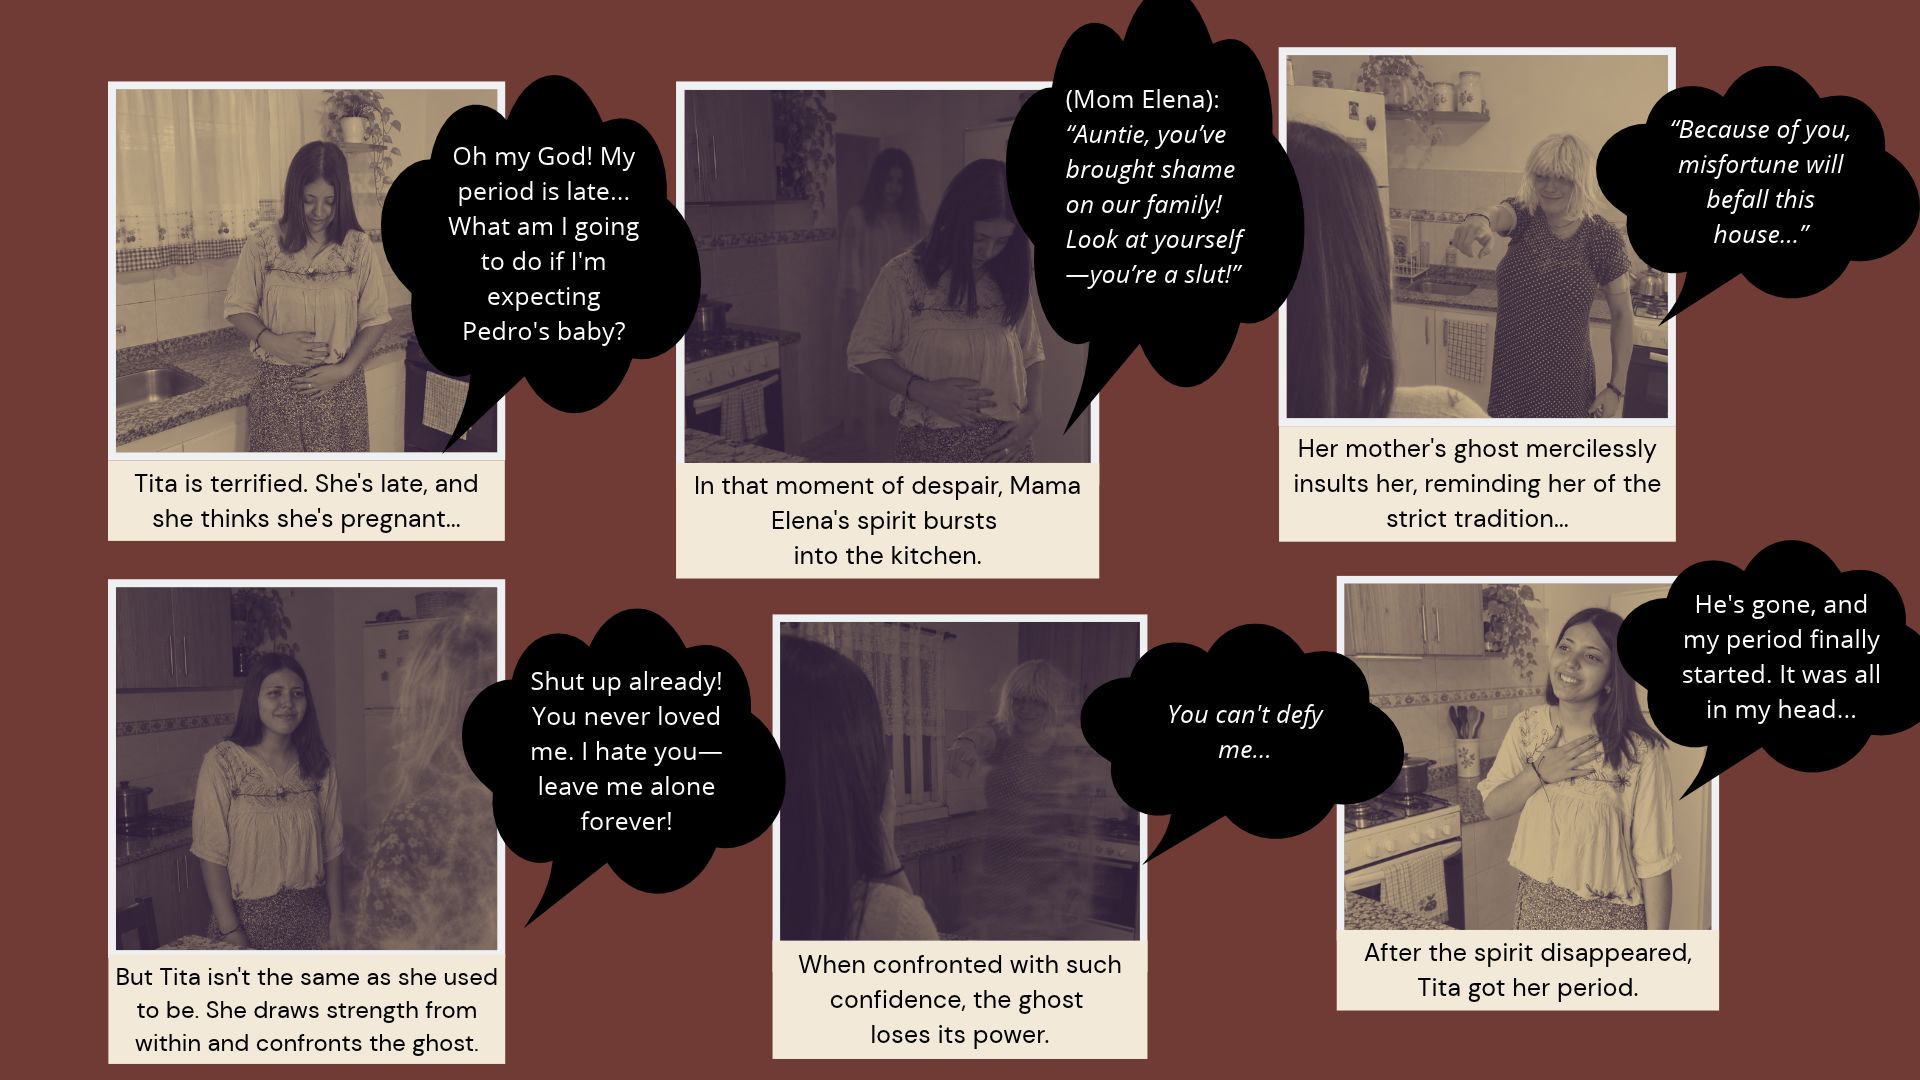 Oh my God! My
period is late...
What am I going
to do if I'm
expecting
Pedro's baby?
Tita is terrified. She's late, and
she thinks she's pregnant...
(Mom Elena):
“Auntie, you’ve
brought shame
on our family!
Look at yourself
—you’re a slut!”
In that moment of despair, Mama
Elena's spirit bursts
into the kitchen.
“Because of you,
misfortune will
befall this
house...”
Her mother's ghost mercilessly
insults her, reminding her of the
strict tradition...
Shut up already!
You never loved
me. I hate you—
leave me alone
forever!
But Tita isn't the same as she used
to be. She draws strength from
within and confronts the ghost.
You can't defy
me...
When confronted with such
confidence, the ghost
loses its power.
He's gone, and
my period finally
started. It was all
in my head...
After the spirit disappeared,
Tita got her period.